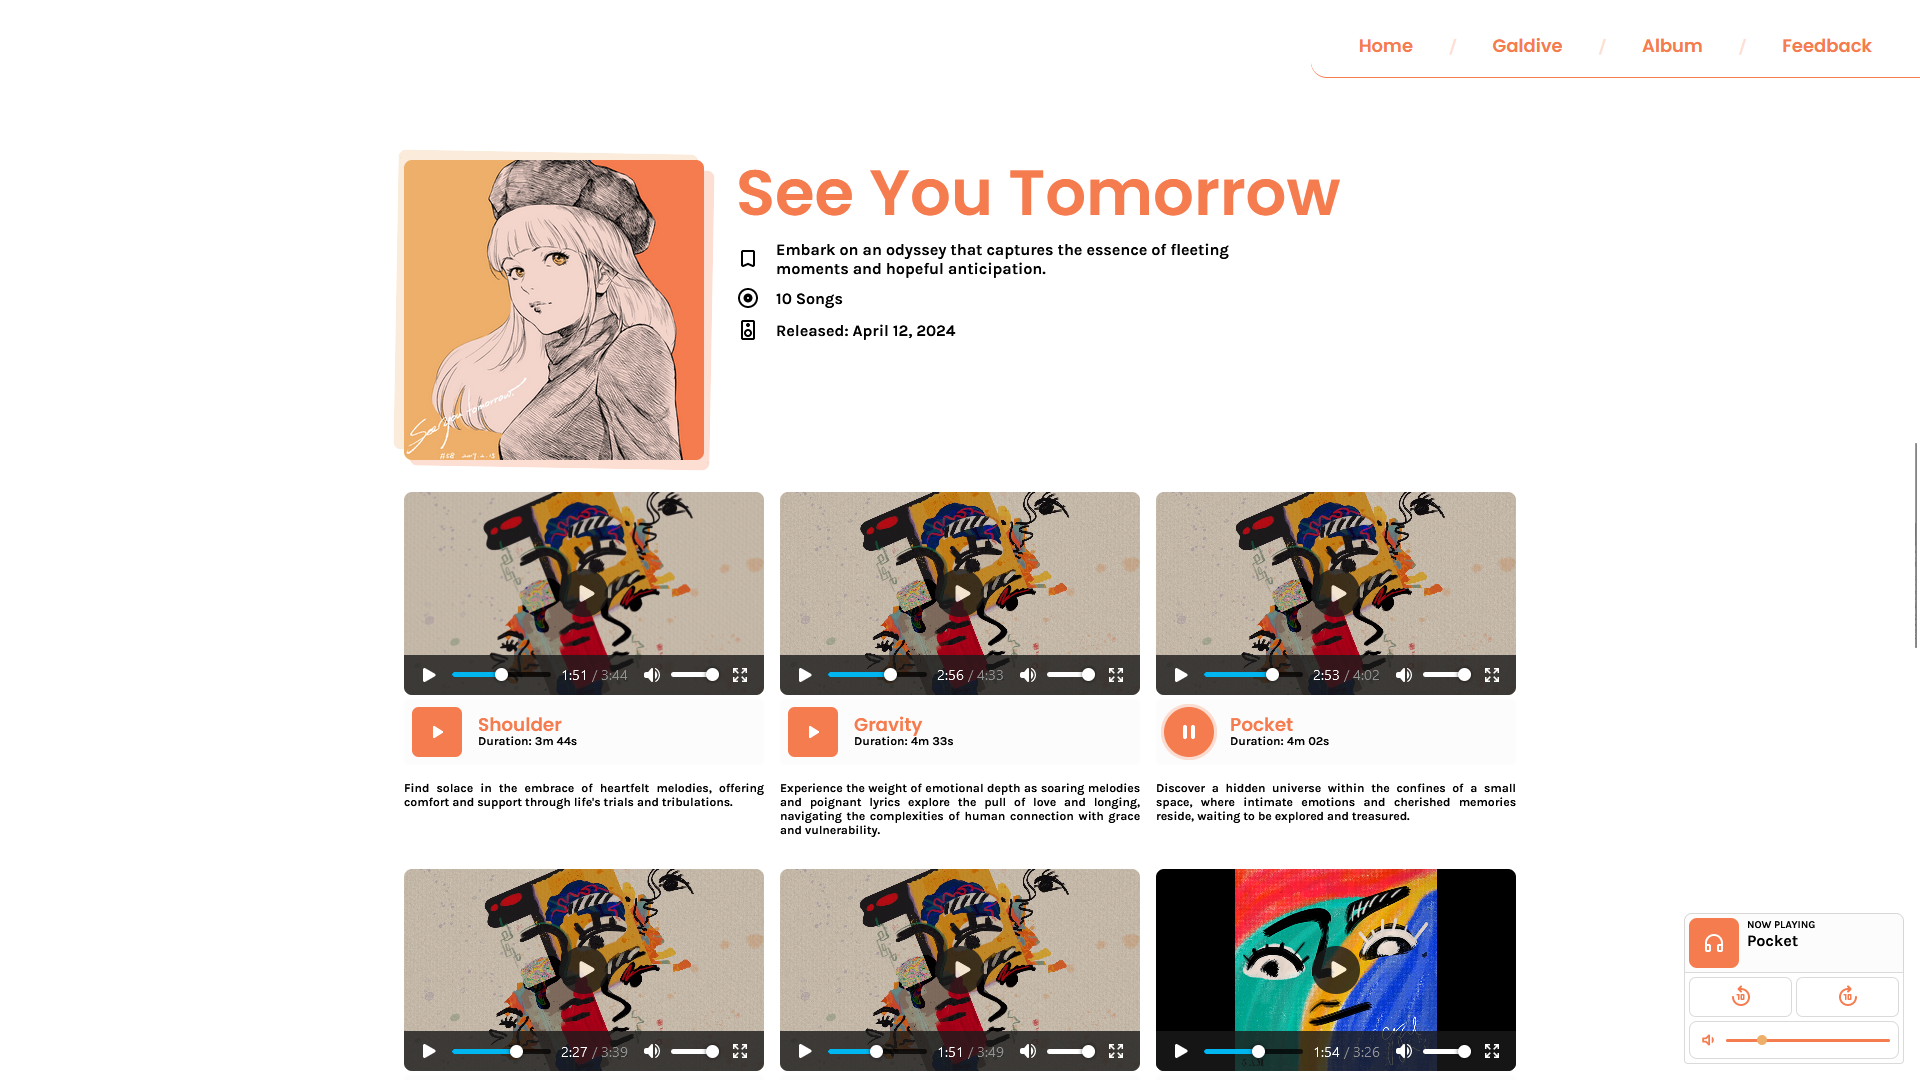 Home / Galdive / Album / Feedback
See You Tomorrow
Embark on an odyssey that captures the essence of fleeting
moments and hopeful anticipation.
10 Songs
Released: April 12, 2024
See you tomorrow.
1:51 / 3:44
2:56 / 4:33
2:53 / 4:02
Shoulder
Duration: 3m 44s
Gravity
Duration: 4m 33s
Pocket
Duration: 4m 02s
Find solace in the embrace of heartfelt melodies, offering
comfort and support through life's trials and tribulations.
Experience the weight of emotional depth as soaring melodies
and poignant lyrics explore the pull of love and longing,
navigating the complexities of human connection with grace
and vulnerability.
Discover a hidden universe within the confines of a small
space, where intimate emotions and cherished memories
reside, waiting to be explored and treasured.
2:27 / 3:39
1:51 / 3:49
1:54 / 3:26
NOW PLAYING
Pocket
10
10